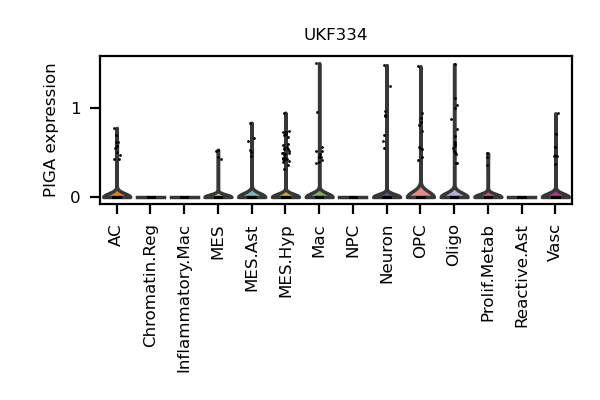 UKF334
PIGA expression
1
0
AC
Chromatin.Reg
Inflammatory.Mac
MES
MES.Ast
MES.Hyp
Mac
NPC
Neuron
OPC
Oligo
Prolif.Metab
Reactive.Ast
Vasc